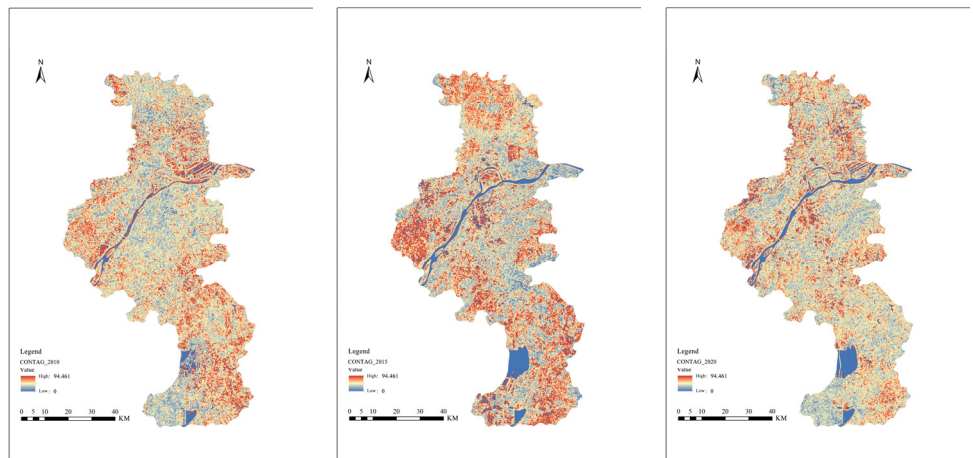 N
Legend
CONTAG_2010
Value
High: 94.461
Low: 0
0 5 10 20 30 40
KM
N
Legend
CONTAG_2015
Value
High: 94.461
Low: 0
0 5 10 20 30 40
KM
N
Legend
CONTAG_2020
Value
High: 94.461
Low: 0
0 5 10 20 30 40
KM